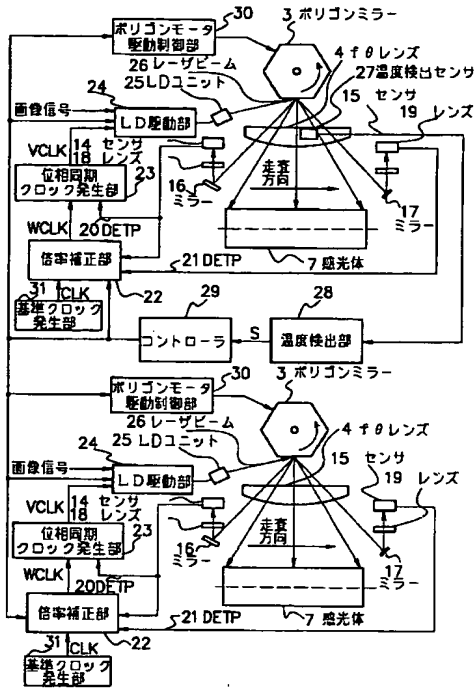 30
ポリゴンモータ
駆動制御部
3 ポリゴンミラー
26 レーザビーム
25 LDユニット
4 fθレンズ
27 温度検出センサ
15 センサ
19 レンズ
24
画像信号
LD駆動部
VCLK
14 センサ
18 レンズ
位相同期
クロック発生部
23
16 ミラー
走査
方向
17
ミラー
WCLK
20 DETP
21 DETP
7 感光体
倍率補正部
22
31
CLK
基準クロック
発生部
29
コントローラ
S
28
温度検出部
30
ポリゴンモータ
駆動制御部
3 ポリゴンミラー
26 レーザビーム
25 LDユニット
4 fθレンズ
15 センサ
19 レンズ
24
画像信号
LD駆動部
VCLK
14 センサ
18 レンズ
位相同期
クロック発生部
23
16 ミラー
走査
方向
17
ミラー
WCLK
20 DETP
21 DETP
7 感光体
倍率補正部
22
31
CLK
基準クロック
発生部